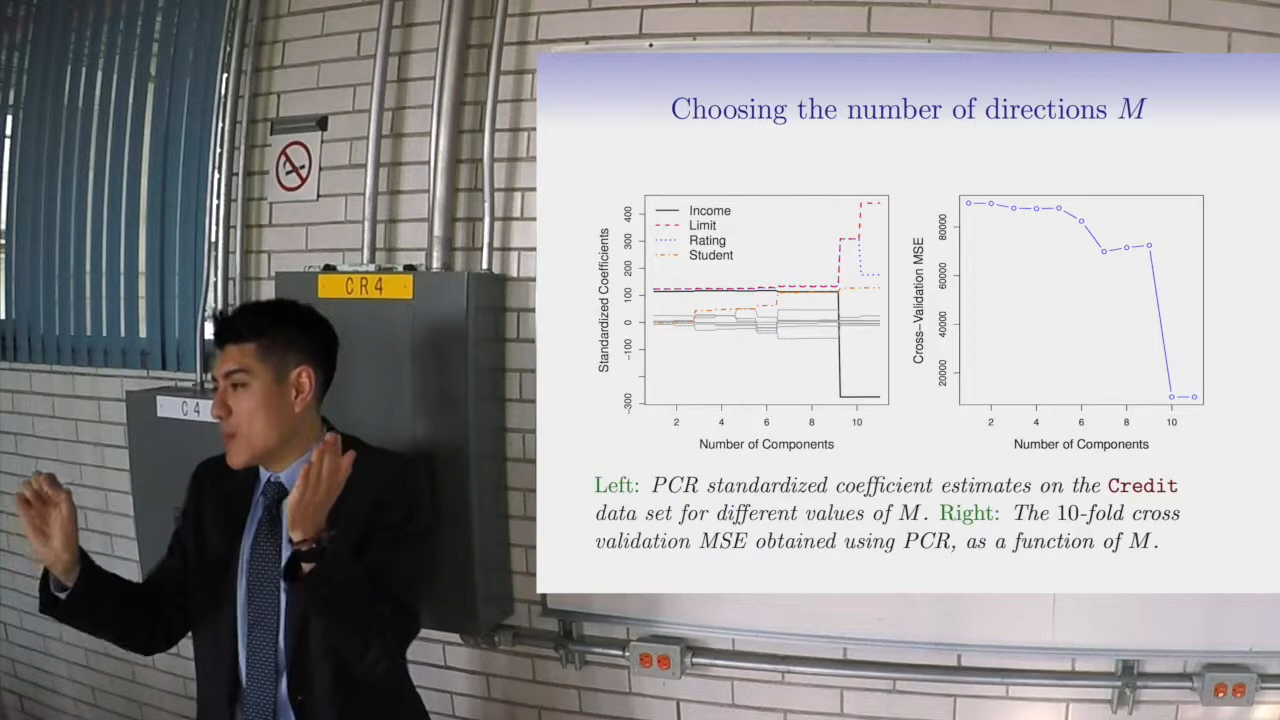 CR4
C4
Choosing the number of directions M
Standardized Coefficients
400
300
200
100
0
-100
-300
Income
Limit
Rating
Student
2
4
6
8
10
Number of Components
Cross-Validation MSE
80000
60000
40000
20000
2
4
6
8
10
Number of Components
Left: PCR standardized coefficient estimates on the Credit
data set for different values of M. Right: The 10-fold cross
validation MSE obtained using PCR, as a function of M.